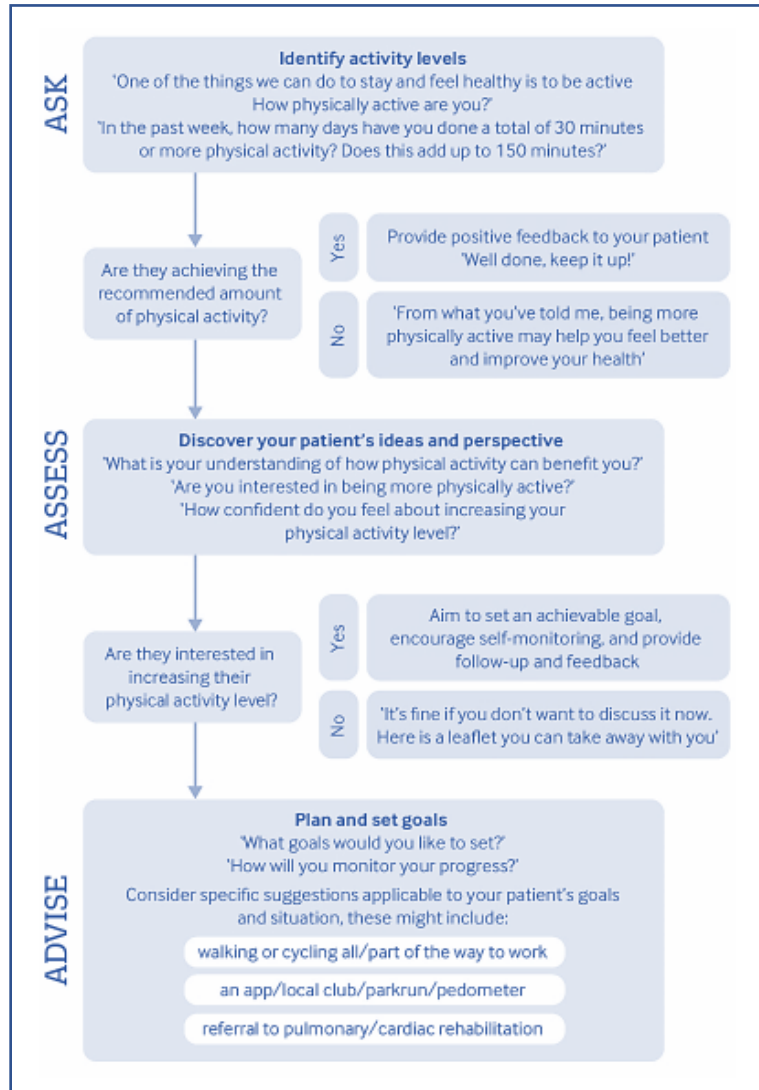 ASK
Identify activity levels
'One of the things we can do to stay and feel healthy is to be active
How physically active are you?'
'In the past week, how many days have you done a total of 30 minutes
or more physical activity? Does this add up to 150 minutes?'
Are they achieving the
recommended amount
of physical activity?
Yes
Provide positive feedback to your patient
'Well done, keep it up!'
No
'From what you've told me, being more
physically active may help you feel better
and improve your health'
ASSESS
Discover your patient's ideas and perspective
'What is your understanding of how physical activity can benefit you?'
'Are you interested in being more physically active?'
'How confident do you feel about increasing your
physical activity level?'
Are they interested in
increasing their
physical activity level?
Yes
Aim to set an achievable goal,
encourage self-monitoring, and provide
follow-up and feedback
No
'It's fine if you don't want to discuss it now.
Here is a leaflet you can take away with you'
ADVISE
Plan and set goals
'What goals would you like to set?'
'How will you monitor your progress?'
Consider specific suggestions applicable to your patient's goals
and situation, these might include:
walking or cycling all/part of the way to work
an app/local club/parkrun/pedometer
referral to pulmonary/cardiac rehabilitation